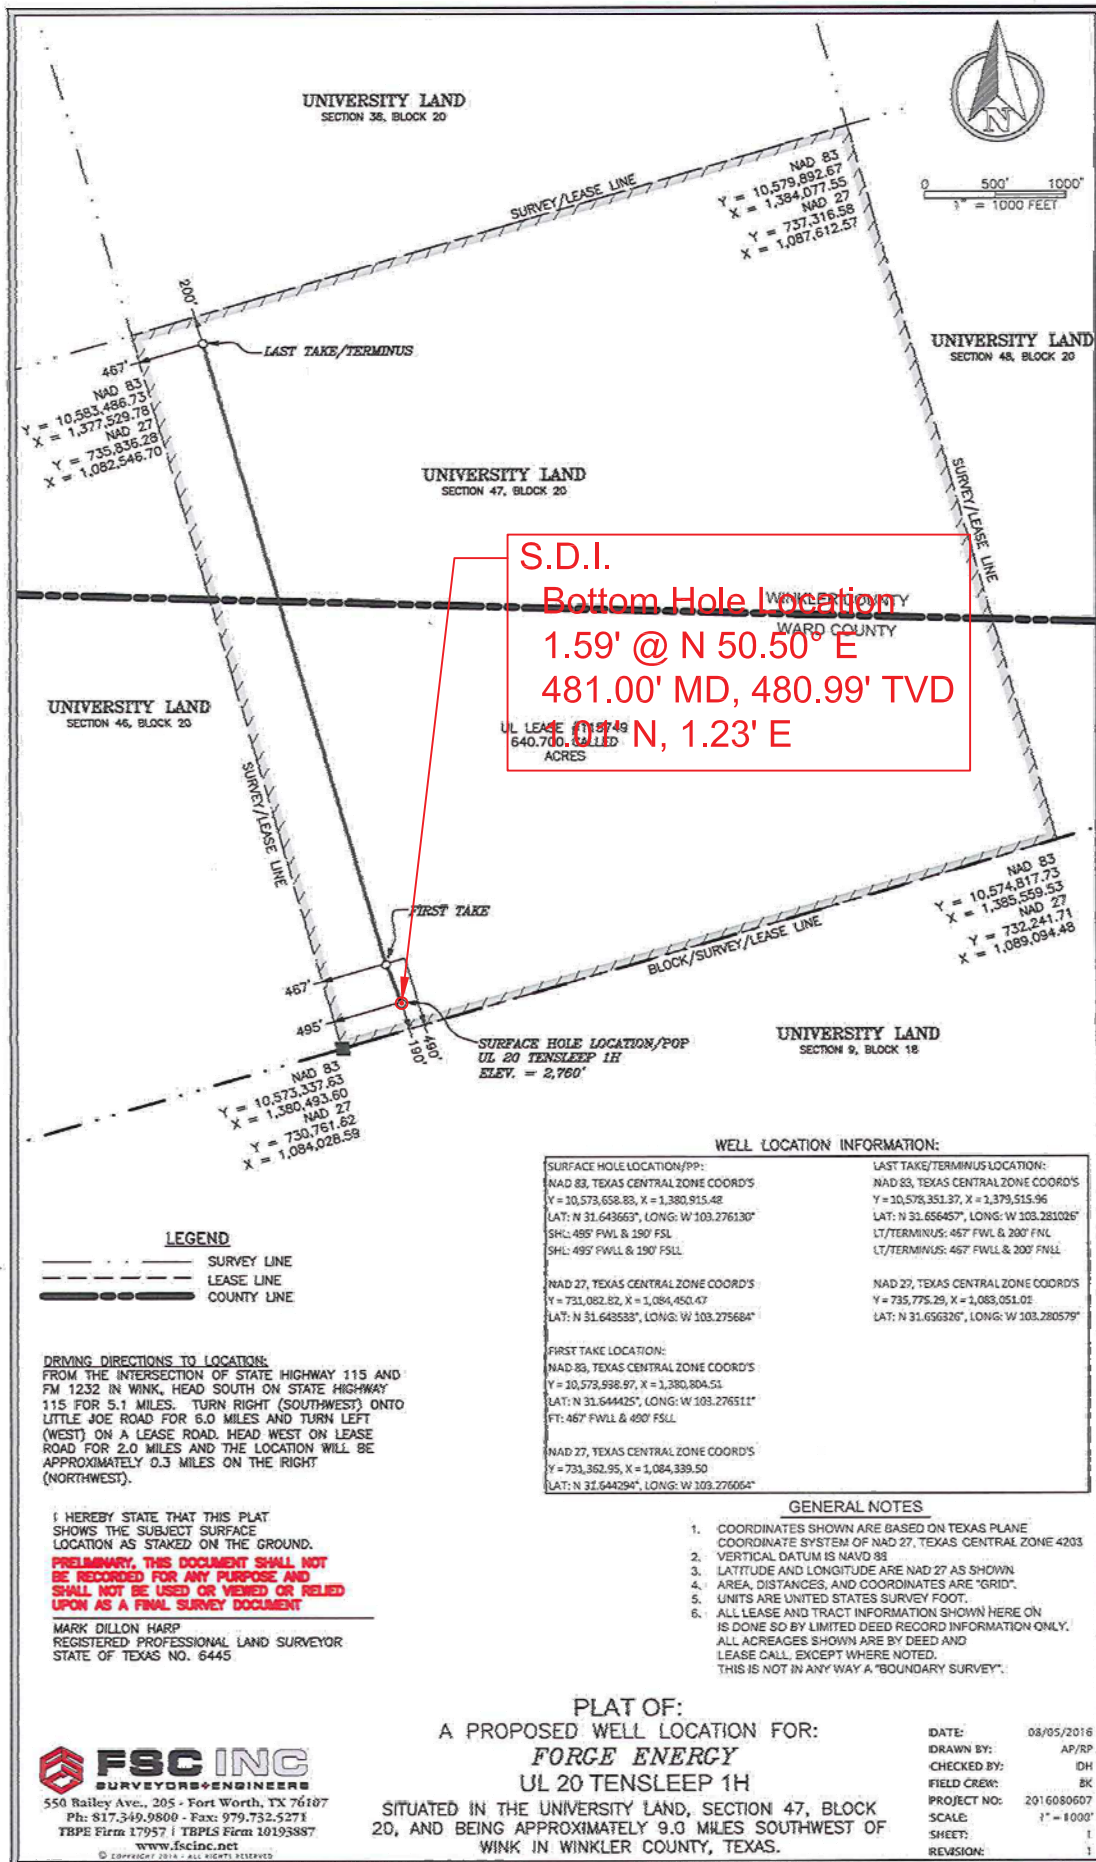 UNIVERSITY LAND
SECTION 38, BLOCK 20
0 500' 1000'
1" = 1000 FEET
NAD 83
Y = 10,579,892.67
X = 1,384,077.55
NAD 27
Y = 737,316.58
X = 1,087,612.57
SURVEY/LEASE LINE
200'
LAST TAKE/TERMINUS
467'
NAD 83
Y = 10,583,486.73
X = 1,377,529.78
NAD 27
Y = 735,836.28
X = 1,082,546.70
UNIVERSITY LAND
SECTION 48, BLOCK 20
UNIVERSITY LAND
SECTION 47, BLOCK 20
SURVEY/LEASE LINE
S.D.I.
Bottom Hole Location
1.59' @ N 50.50° E
481.00' MD, 480.99' TVD
1.01' N, 1.23' E
WINKLER COUNTY
WARD COUNTY
UL LEASE #115749
640.700 CALLED
ACRES
UNIVERSITY LAND
SECTION 46, BLOCK 20
SURVEY/LEASE LINE
FIRST TAKE
467'
495'
190'
490'
BLOCK/SURVEY/LEASE LINE
NAD 83
Y = 10,574,817.73
X = 1,385,559.53
NAD 27
Y = 732,241.71
X = 1,089,094.48
SURFACE HOLE LOCATION/POP
UL 20 TENSLEEP 1H
ELEV. = 2,760'
UNIVERSITY LAND
SECTION 9, BLOCK 18
NAD 83
Y = 10,573,337.63
X = 1,380,493.60
NAD 27
Y = 730,761.62
X = 1,084,028.59
WELL LOCATION INFORMATION:
SURFACE HOLE LOCATION/PP:
NAD 83, TEXAS CENTRAL ZONE COORD'S
Y = 10,573,658.83, X = 1,380,915.48
LAT: N 31.643663°, LONG: W 103.276130°
SHL: 495' FWL & 190' FSL
SHL: 495' FWLL & 190' FSLL
NAD 27, TEXAS CENTRAL ZONE COORD'S
Y = 731,082.82, X = 1,084,450.47
LAT: N 31.643533°, LONG: W 103.275684°
FIRST TAKE LOCATION:
NAD 83, TEXAS CENTRAL ZONE COORD'S
Y = 10,573,938.97, X = 1,380,804.51
LAT: N 31.644425°, LONG: W 103.276511°
FT: 467' FWLL & 490' FSLL
NAD 27, TEXAS CENTRAL ZONE COORD'S
Y = 731,362.95, X = 1,084,339.50
LAT: N 31.644294°, LONG: W 103.276064°
LAST TAKE/TERMINUS LOCATION:
NAD 83, TEXAS CENTRAL ZONE COORD'S
Y = 10,578,351.37, X = 1,379,515.96
LAT: N 31.656457°, LONG: W 103.281026°
LT/TERMINUS: 467' FWL & 200' FNL
LT/TERMINUS: 467' FWLL & 200' FNLL
NAD 27, TEXAS CENTRAL ZONE COORD'S
Y = 735,775.29, X = 1,083,051.02
LAT: N 31.656326°, LONG: W 103.280579°
LEGEND
SURVEY LINE
LEASE LINE
COUNTY LINE
DRIVING DIRECTIONS TO LOCATION:
FROM THE INTERSECTION OF STATE HIGHWAY 115 AND
FM 1232 IN WINK, HEAD SOUTH ON STATE HIGHWAY
115 FOR 5.1 MILES. TURN RIGHT (SOUTHWEST) ONTO
LITTLE JOE ROAD FOR 6.0 MILES AND TURN LEFT
(WEST) ON A LEASE ROAD. HEAD WEST ON LEASE
ROAD FOR 2.0 MILES AND THE LOCATION WILL BE
APPROXIMATELY 0.3 MILES ON THE RIGHT
(NORTHWEST).
I HEREBY STATE THAT THIS PLAT
SHOWS THE SUBJECT SURFACE
LOCATION AS STAKED ON THE GROUND.
PRELIMINARY, THIS DOCUMENT SHALL NOT
BE RECORDED FOR ANY PURPOSE AND
SHALL NOT BE USED OR VIEWED OR RELIED
UPON AS A FINAL SURVEY DOCUMENT
MARK DILLON HARP
REGISTERED PROFESSIONAL LAND SURVEYOR
STATE OF TEXAS NO. 6445
GENERAL NOTES
1. COORDINATES SHOWN ARE BASED ON TEXAS PLANE
COORDINATE SYSTEM OF NAD 27, TEXAS CENTRAL ZONE 4203
2. VERTICAL DATUM IS NAVD 88
3. LATITUDE AND LONGITUDE ARE NAD 27 AS SHOWN
4. AREA, DISTANCES, AND COORDINATES ARE "GRID".
5. UNITS ARE UNITED STATES SURVEY FOOT.
6. ALL LEASE AND TRACT INFORMATION SHOWN HERE ON
IS DONE SO BY LIMITED DEED RECORD INFORMATION ONLY.
ALL ACREAGES SHOWN ARE BY DEED AND
LEASE CALL, EXCEPT WHERE NOTED.
THIS IS NOT IN ANY WAY A "BOUNDARY SURVEY".
FSC INC
SURVEYORS+ENGINEERS
550 Bailey Ave., 205 - Fort Worth, TX 76107
Ph: 817.349.9800 - Fax: 979.732.5271
TBPE Firm 17957 | TBPLS Firm 10193887
www.fscinc.net
© COPYRIGHT 2016 - ALL RIGHTS RESERVED
PLAT OF:
A PROPOSED WELL LOCATION FOR:
FORGE ENERGY
UL 20 TENSLEEP 1H
SITUATED IN THE UNIVERSITY LAND, SECTION 47, BLOCK
20, AND BEING APPROXIMATELY 9.0 MILES SOUTHWEST OF
WINK IN WINKLER COUNTY, TEXAS.
DATE: 08/05/2016
DRAWN BY: AP/RP
CHECKED BY: IDH
FIELD CREW: BK
PROJECT NO: 2016080607
SCALE: 1" = 1000'
SHEET: 1
REVISION: 1
N